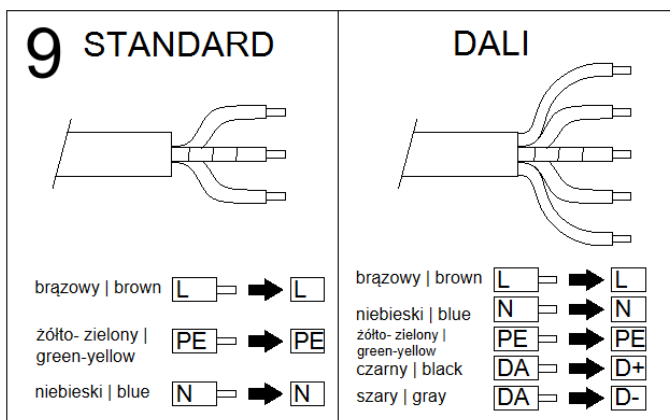 9 STANDARD
brązowy | brown L L
żółto- zielony |
green-yellow PE PE
niebieski | blue N N
DALI
brązowy | brown L L
niebieski | blue N N
żółto- zielony |
green-yellow PE PE
czarny | black DA D+
szary | gray DA D-